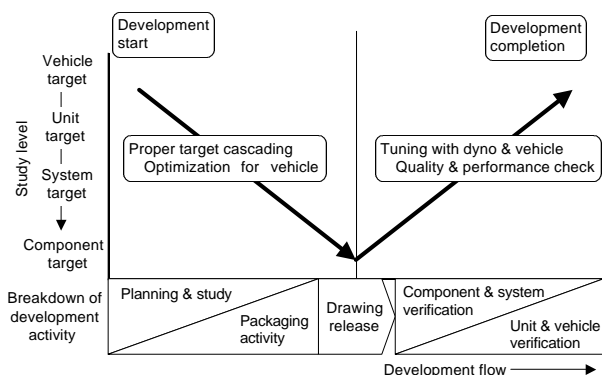 Development
start
Development
completion
Vehicle
target
Unit
target
System
target
Component
target
Study level
Proper target cascading
Optimization for vehicle
Tuning with dyno & vehicle
Quality & performance check
Breakdown of
development
activity
Planning & study
Packaging
activity
Drawing
release
Component & system
verification
Unit & vehicle
verification
Development flow